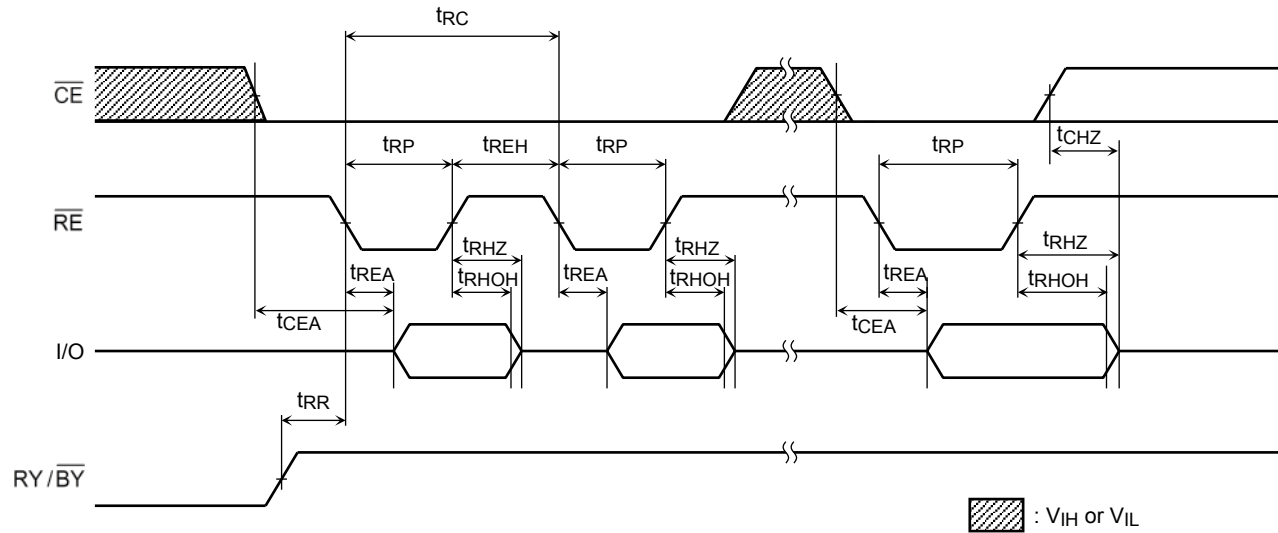 tRC
CE
tCHZ
tRP tREH tRP tRP
RE
tRHZ tRHZ tRHZ
tREA tRHOH tREA tRHOH tREA tRHOH
tCEA tCEA
I/O
tRR
RY/BY
: VIH or VIL